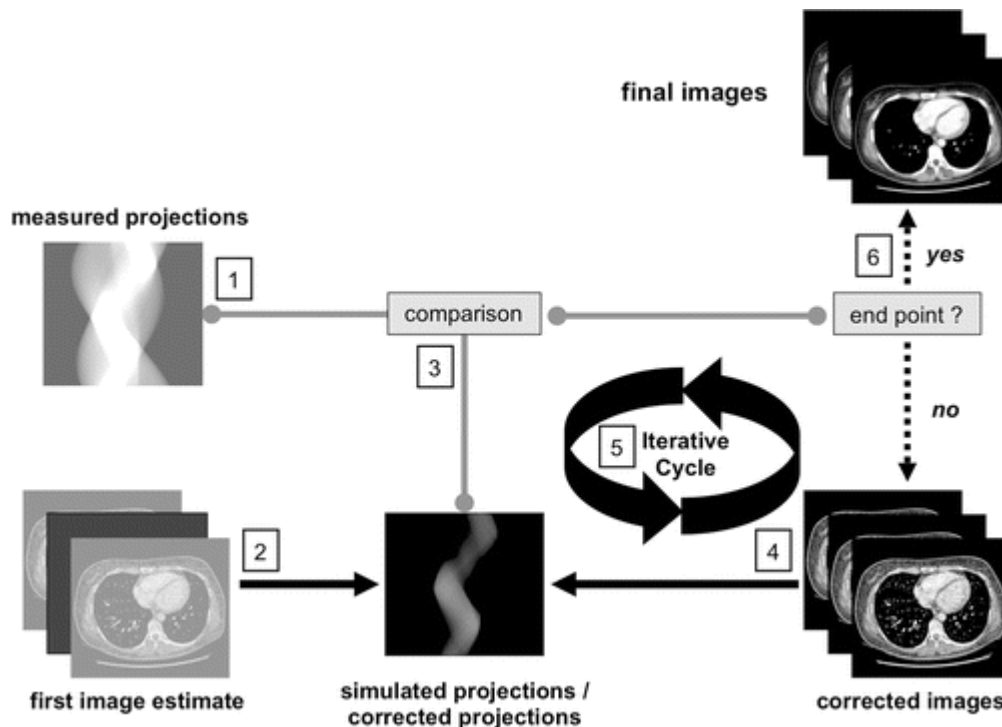 final images
measured projections
1
6
yes
comparison
end point ?
3
no
5
Iterative
Cycle
2
4
first image estimate
simulated projections /
corrected projections
corrected images